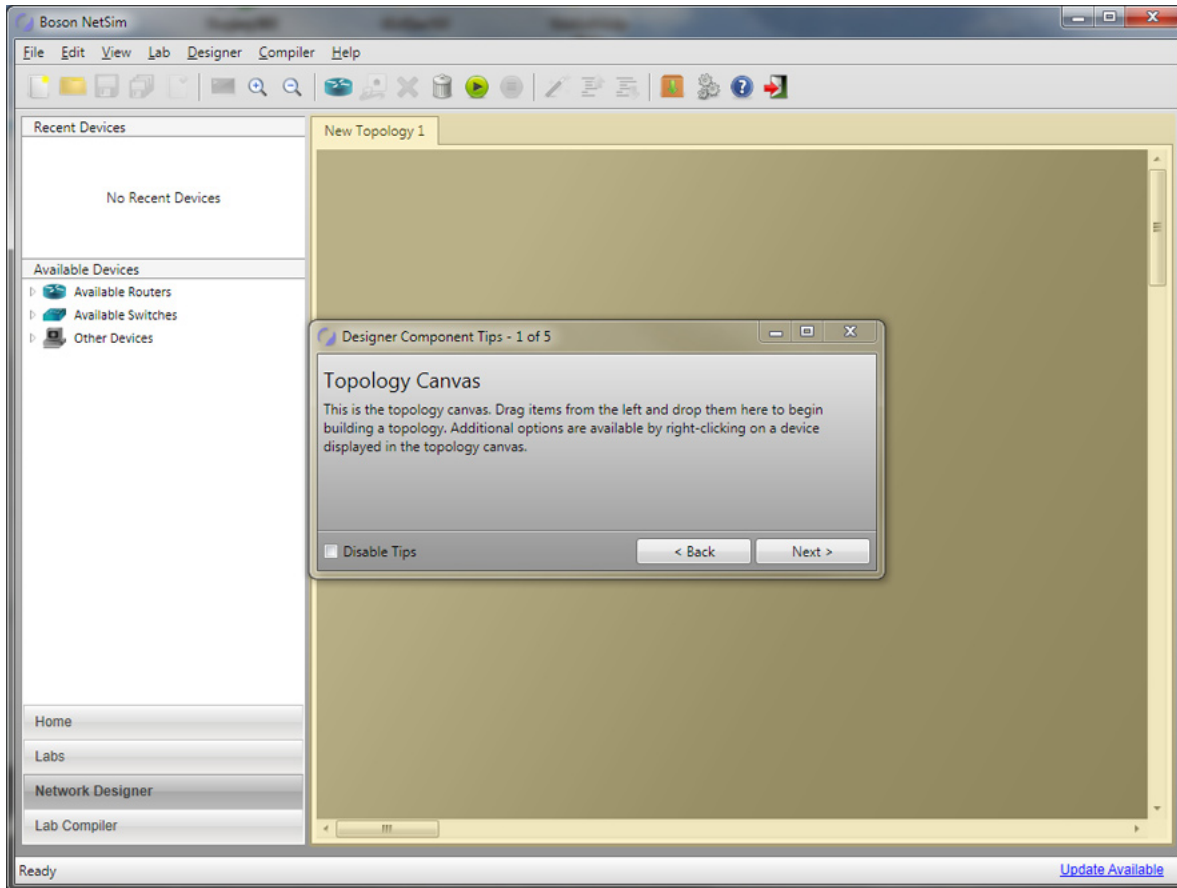 Boson NetSim
File Edit View Lab Designer Compiler Help
Recent Devices
No Recent Devices
Available Devices
Available Routers
Available Switches
Other Devices
Home
Labs
Network Designer
Lab Compiler
New Topology 1
Designer Component Tips - 1 of 5
Topology Canvas
This is the topology canvas. Drag items from the left and drop them here to begin
building a topology. Additional options are available by right-clicking on a device
displayed in the topology canvas.
Disable Tips
< Back
Next >
Ready
Update Available